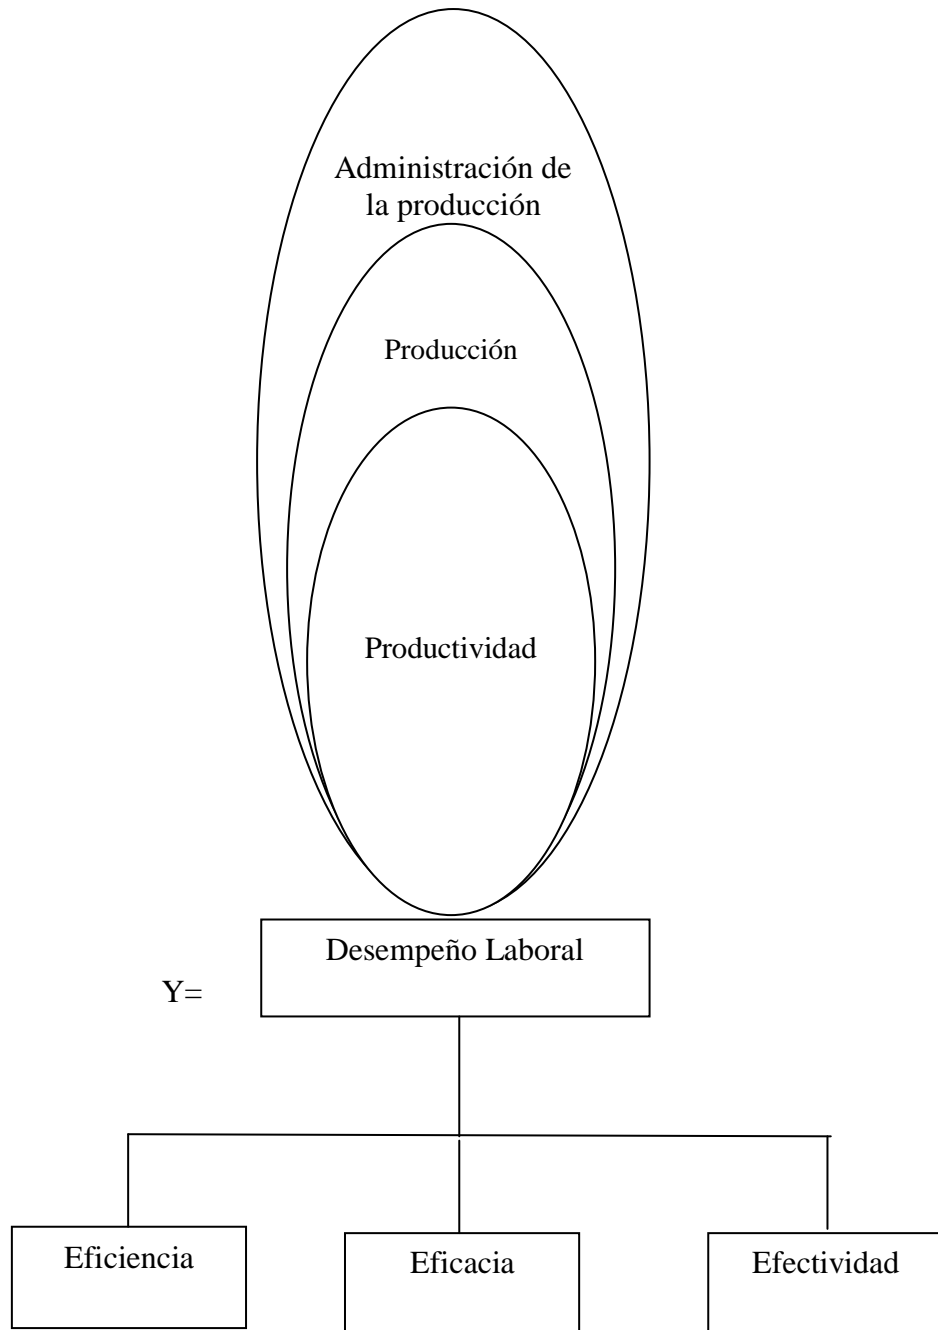 Administración de
la producción
Producción
Productividad
Desempeño Laboral
Y=
Eficiencia
Eficacia
Efectividad